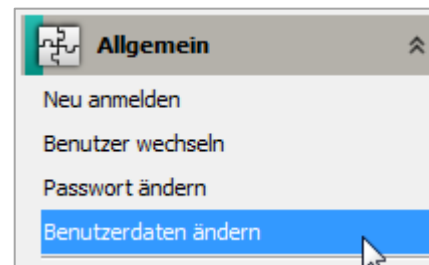 Allgemein
Neu anmelden
Benutzer wechseln
Passwort ändern
Benutzerdaten ändern